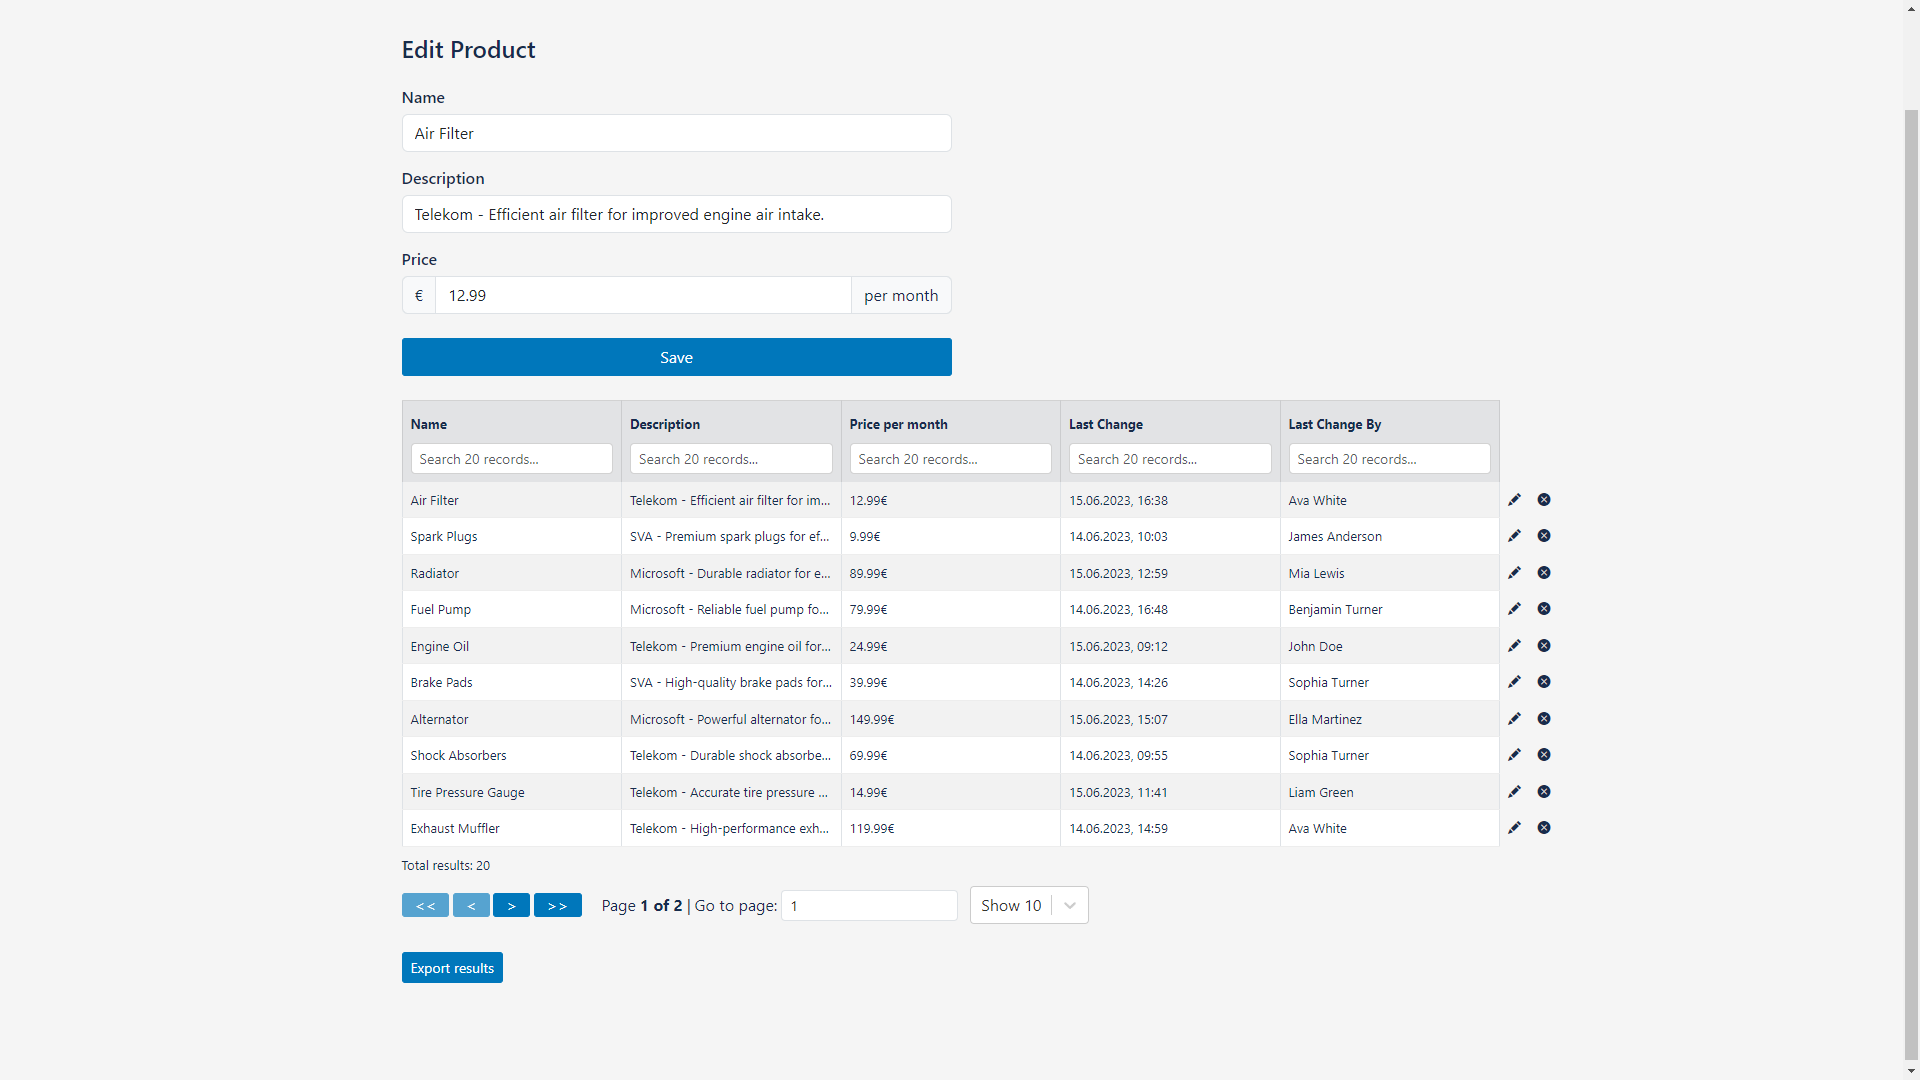 Edit Product
Name
Air Filter
Description
Telekom - Efficient air filter for improved engine air intake.
Price
€ 12.99 per month
Save
Name Description Price per month Last Change Last Change By
Search 20 records... Search 20 records... Search 20 records... Search 20 records... Search 20 records...
Air Filter Telekom - Efficient air filter for im... 12.99€ 15.06.2023, 16:38 Ava White
Spark Plugs SVA - Premium spark plugs for ef... 9.99€ 14.06.2023, 10:03 James Anderson
Radiator Microsoft - Durable radiator for e... 89.99€ 15.06.2023, 12:59 Mia Lewis
Fuel Pump Microsoft - Reliable fuel pump fo... 79.99€ 14.06.2023, 16:48 Benjamin Turner
Engine Oil Telekom - Premium engine oil for... 24.99€ 15.06.2023, 09:12 John Doe
Brake Pads SVA - High-quality brake pads for... 39.99€ 14.06.2023, 14:26 Sophia Turner
Alternator Microsoft - Powerful alternator fo... 149.99€ 15.06.2023, 15:07 Ella Martinez
Shock Absorbers Telekom - Durable shock absorbe... 69.99€ 14.06.2023, 09:55 Sophia Turner
Tire Pressure Gauge Telekom - Accurate tire pressure ... 14.99€ 15.06.2023, 11:41 Liam Green
Exhaust Muffler Telekom - High-performance exh... 119.99€ 14.06.2023, 14:59 Ava White
Total results: 20
<< < > >> Page 1 of 2 | Go to page: 1 Show 10
Export results